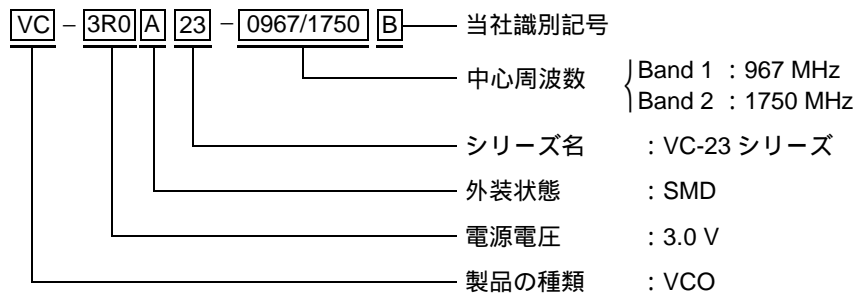 VC – 3R0 A 23 – 0967/1750 B 当社識別記号
中心周波数 Band 1 : 967 MHz
Band 2 : 1750 MHz
シリーズ名 : VC-23 シリーズ
外装状態 : SMD
電源電圧 : 3.0 V
製品の種類 : VCO